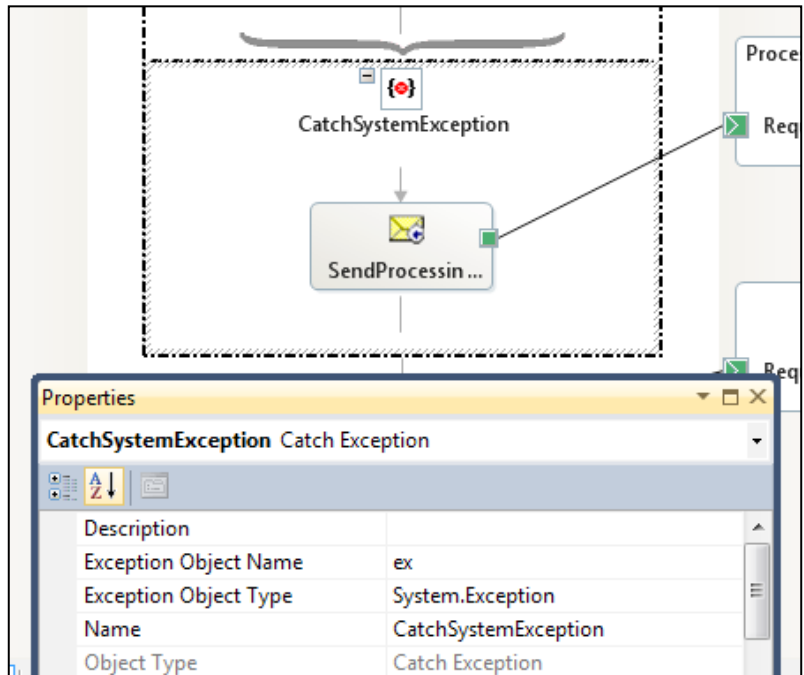 Proce
CatchSystemException
Req
SendProcessin ...
Req
Properties
CatchSystemException Catch Exception
Description
Exception Object Name ex
Exception Object Type System.Exception
Name CatchSystemException
Object Type Catch Exception